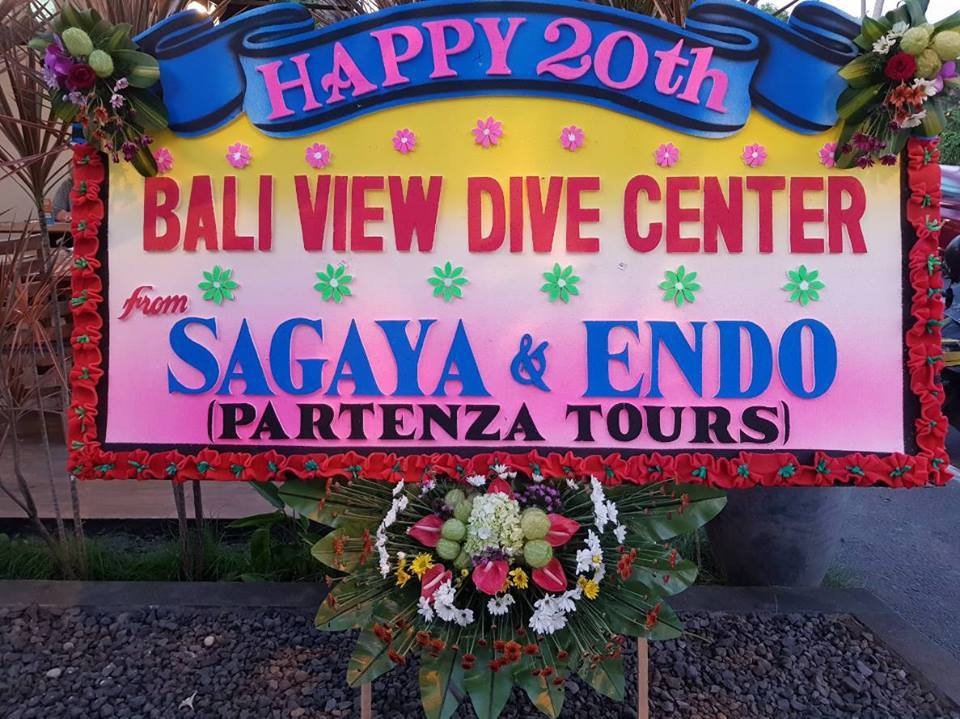 HAPPY 20th
BALI VIEW DIVE CENTER
from
SAGAYA & ENDO
(PARTENZA TOURS)